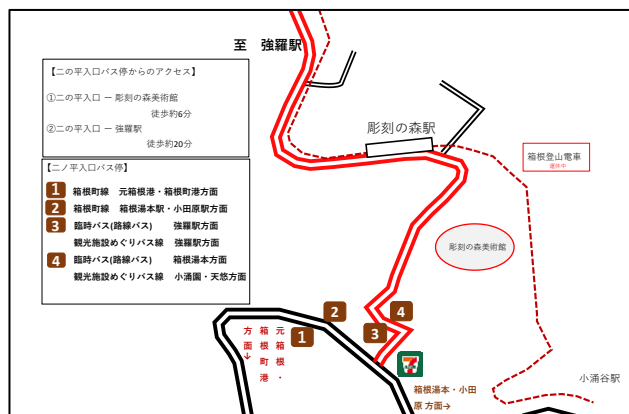 至　強羅駅
【二の平入口バス停からのアクセス】
①二の平入口 ー 彫刻の森美術館
徒歩約6分
②二の平入口 ー 強羅駅
徒歩約20分
【二ノ平入口バス停】
1 箱根町線　元箱根港・箱根町港方面
2 箱根町線　箱根湯本駅・小田原駅方面
3 臨時バス(路線バス)　　強羅駅方面
観光施設めぐりバス線　強羅駅方面
4 臨時バス(路線バス)　　箱根湯本方面
観光施設めぐりバス線　小涌園・天悠方面
彫刻の森駅
箱根登山電車
運休中
彫刻の森美術館
4
2
1
3
元箱根・
箱根町港
方面↓
7
箱根湯本・小田
原 方面→
小涌谷駅